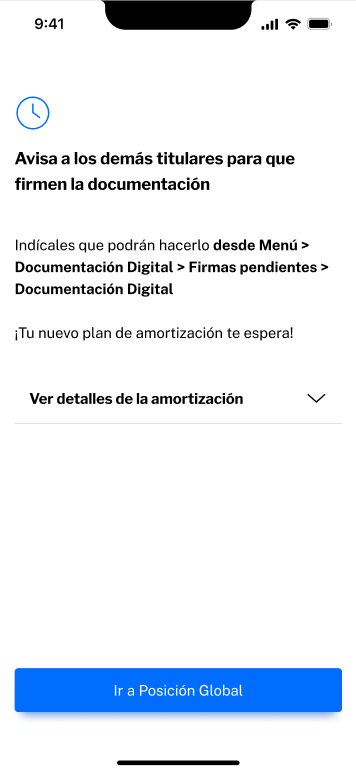 9:41
Avisa a los demás titulares para que
firmen la documentación
Indícales que podrán hacerlo desde Menú >
Documentación Digital > Firmas pendientes >
Documentación Digital
¡Tu nuevo plan de amortización te espera!
Ver detalles de la amortización
Ir a Posición Global